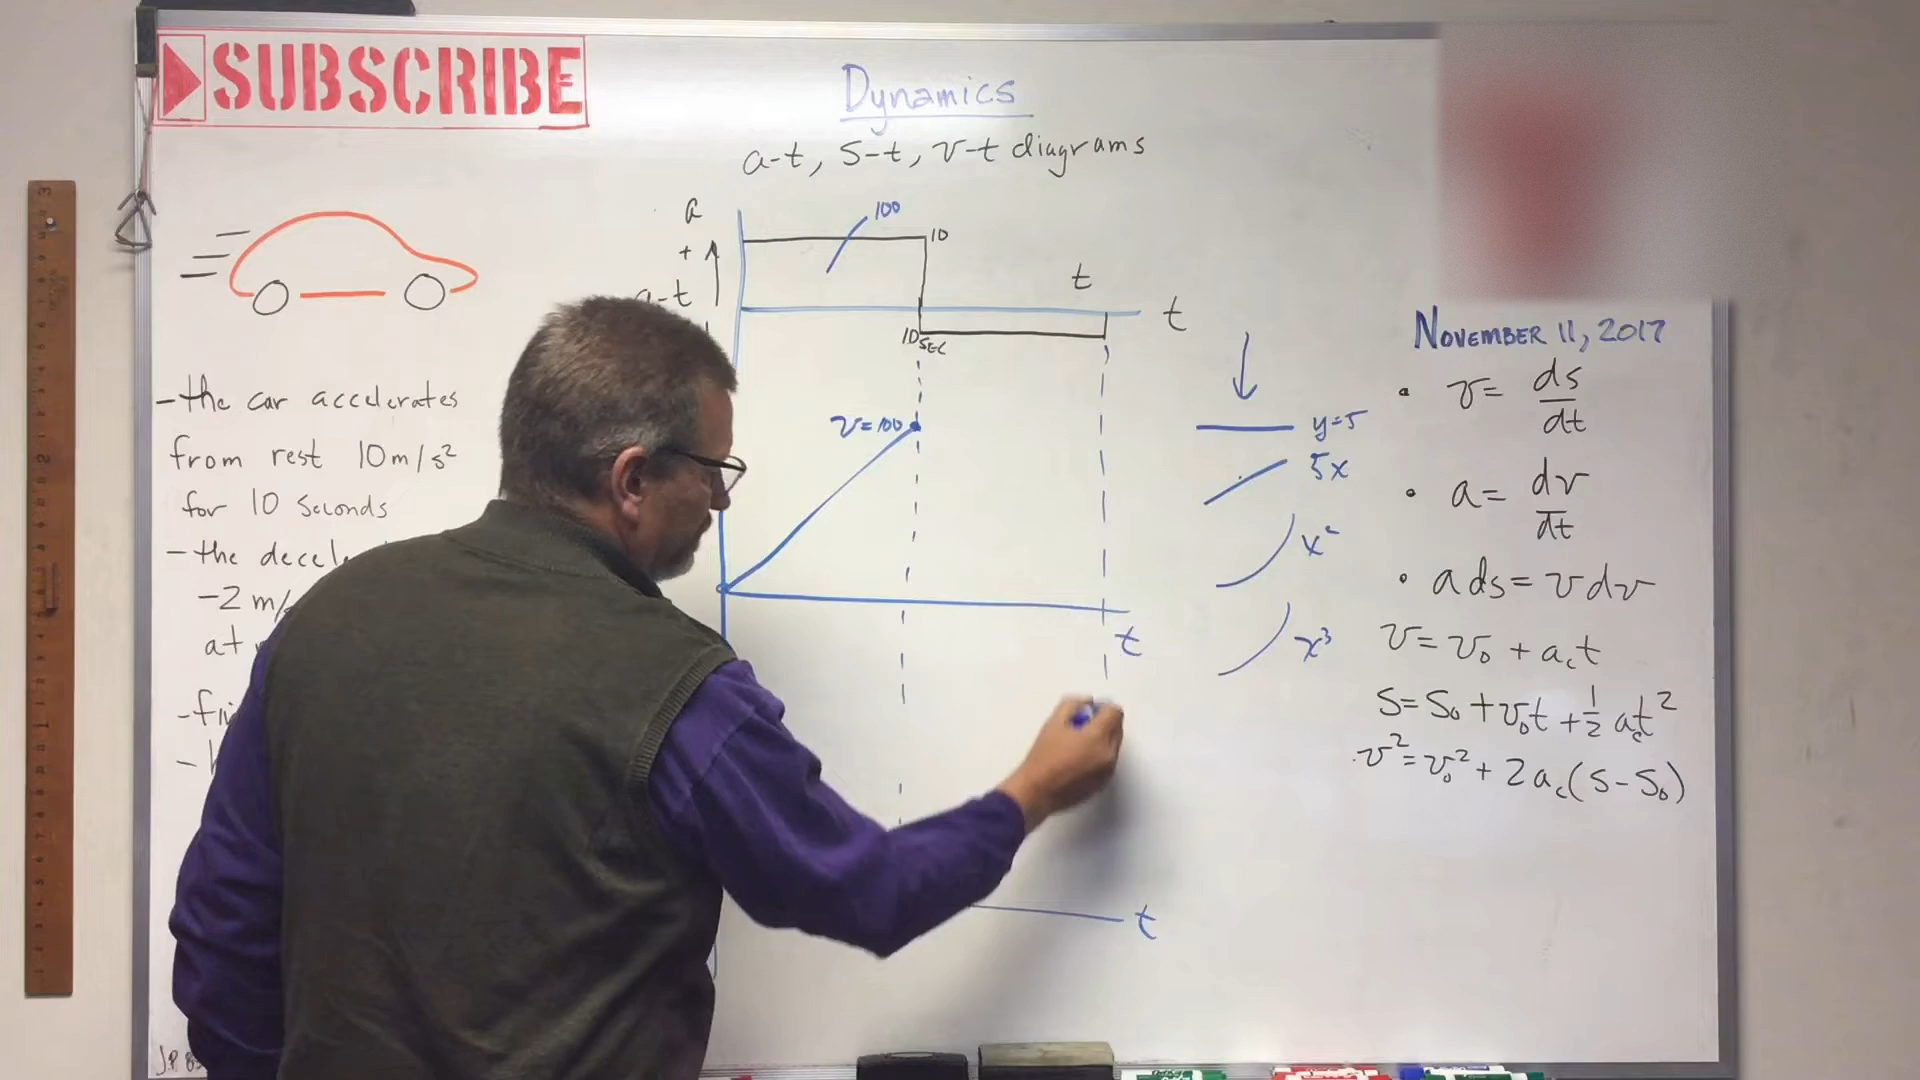 SUBSCRIBE
Dynamics
a-t, s-t, v-t diagrams
a
+
a-t
100
10
t
t
10 SEC
-the car accelerates
from rest 10m/s²
for 10 seconds
-the decel
-2 m/
at
v=100
t
t
y=5
5x
x²
x³
NOVEMBER 11, 2017
• v = ds/dt
• a = dv/dt
• a ds = v dv
v = v₀ + a꜀t
s = s₀ + v₀t + ½ a꜀t²
v² = v₀² + 2a꜀(s - s₀)